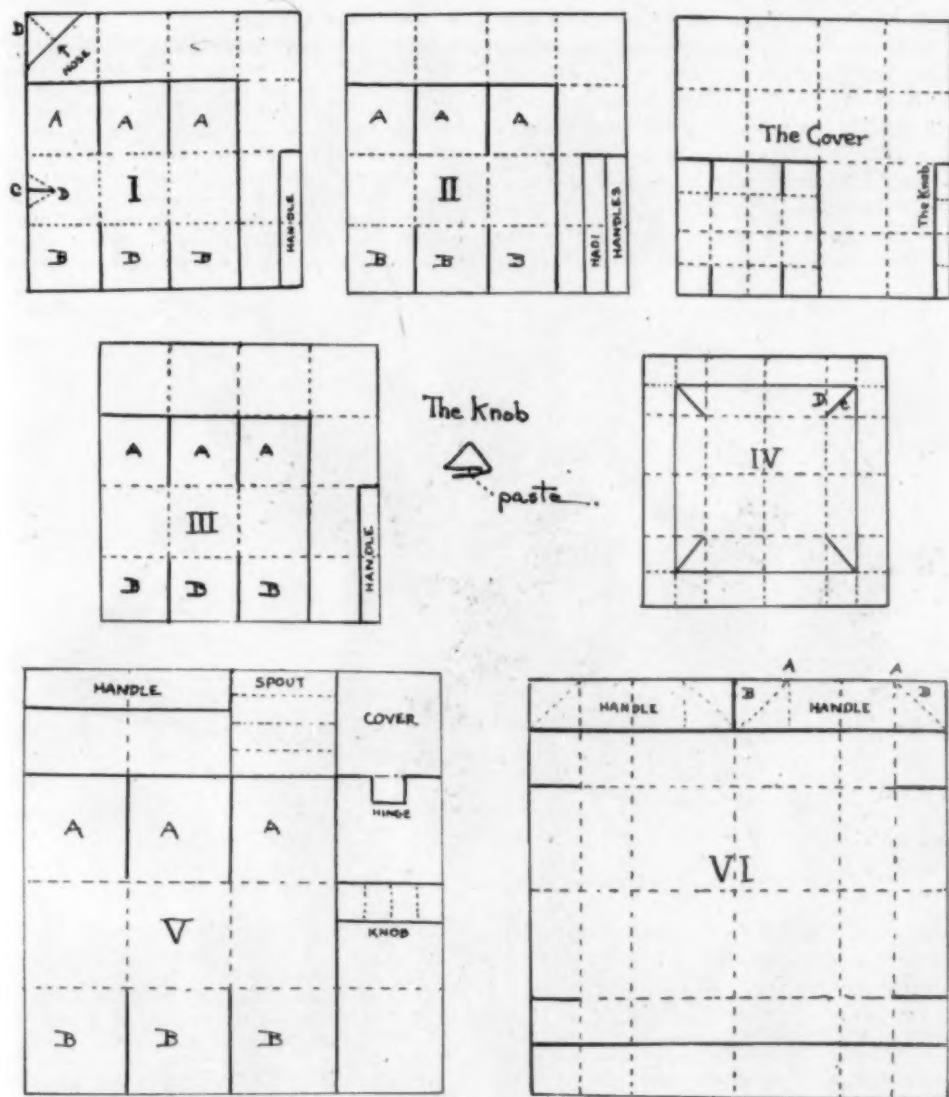 D
NOSE
A A A
C D I
HANDLE
B B B
A A A
II
HADI
HANDLES
B B B
The Cover
The Knob
A A A
III
HANDLE
B B B
The Knob
paste
D C
IV
HANDLE SPOUT
COVER
HINGE
A A A
V
KNOB
B B B
A A
HANDLE B HANDLE B
VI